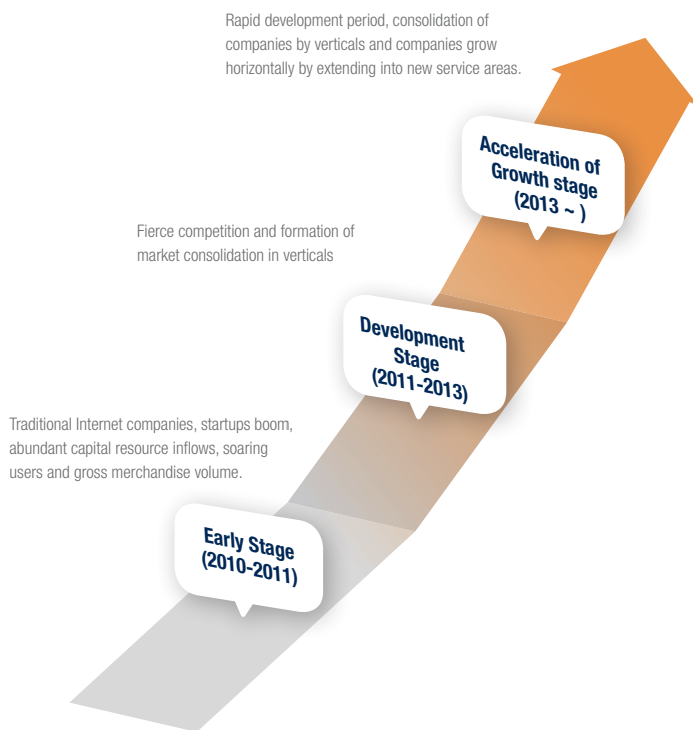 Rapid development period, consolidation of
companies by verticals and companies grow
horizontally by extending into new service areas.
Acceleration of
Growth stage
(2013 ~ )
Fierce competition and formation of
market consolidation in verticals
Development
Stage
(2011-2013)
Traditional Internet companies, startups boom,
abundant capital resource inflows, soaring
users and gross merchandise volume.
Early Stage
(2010-2011)